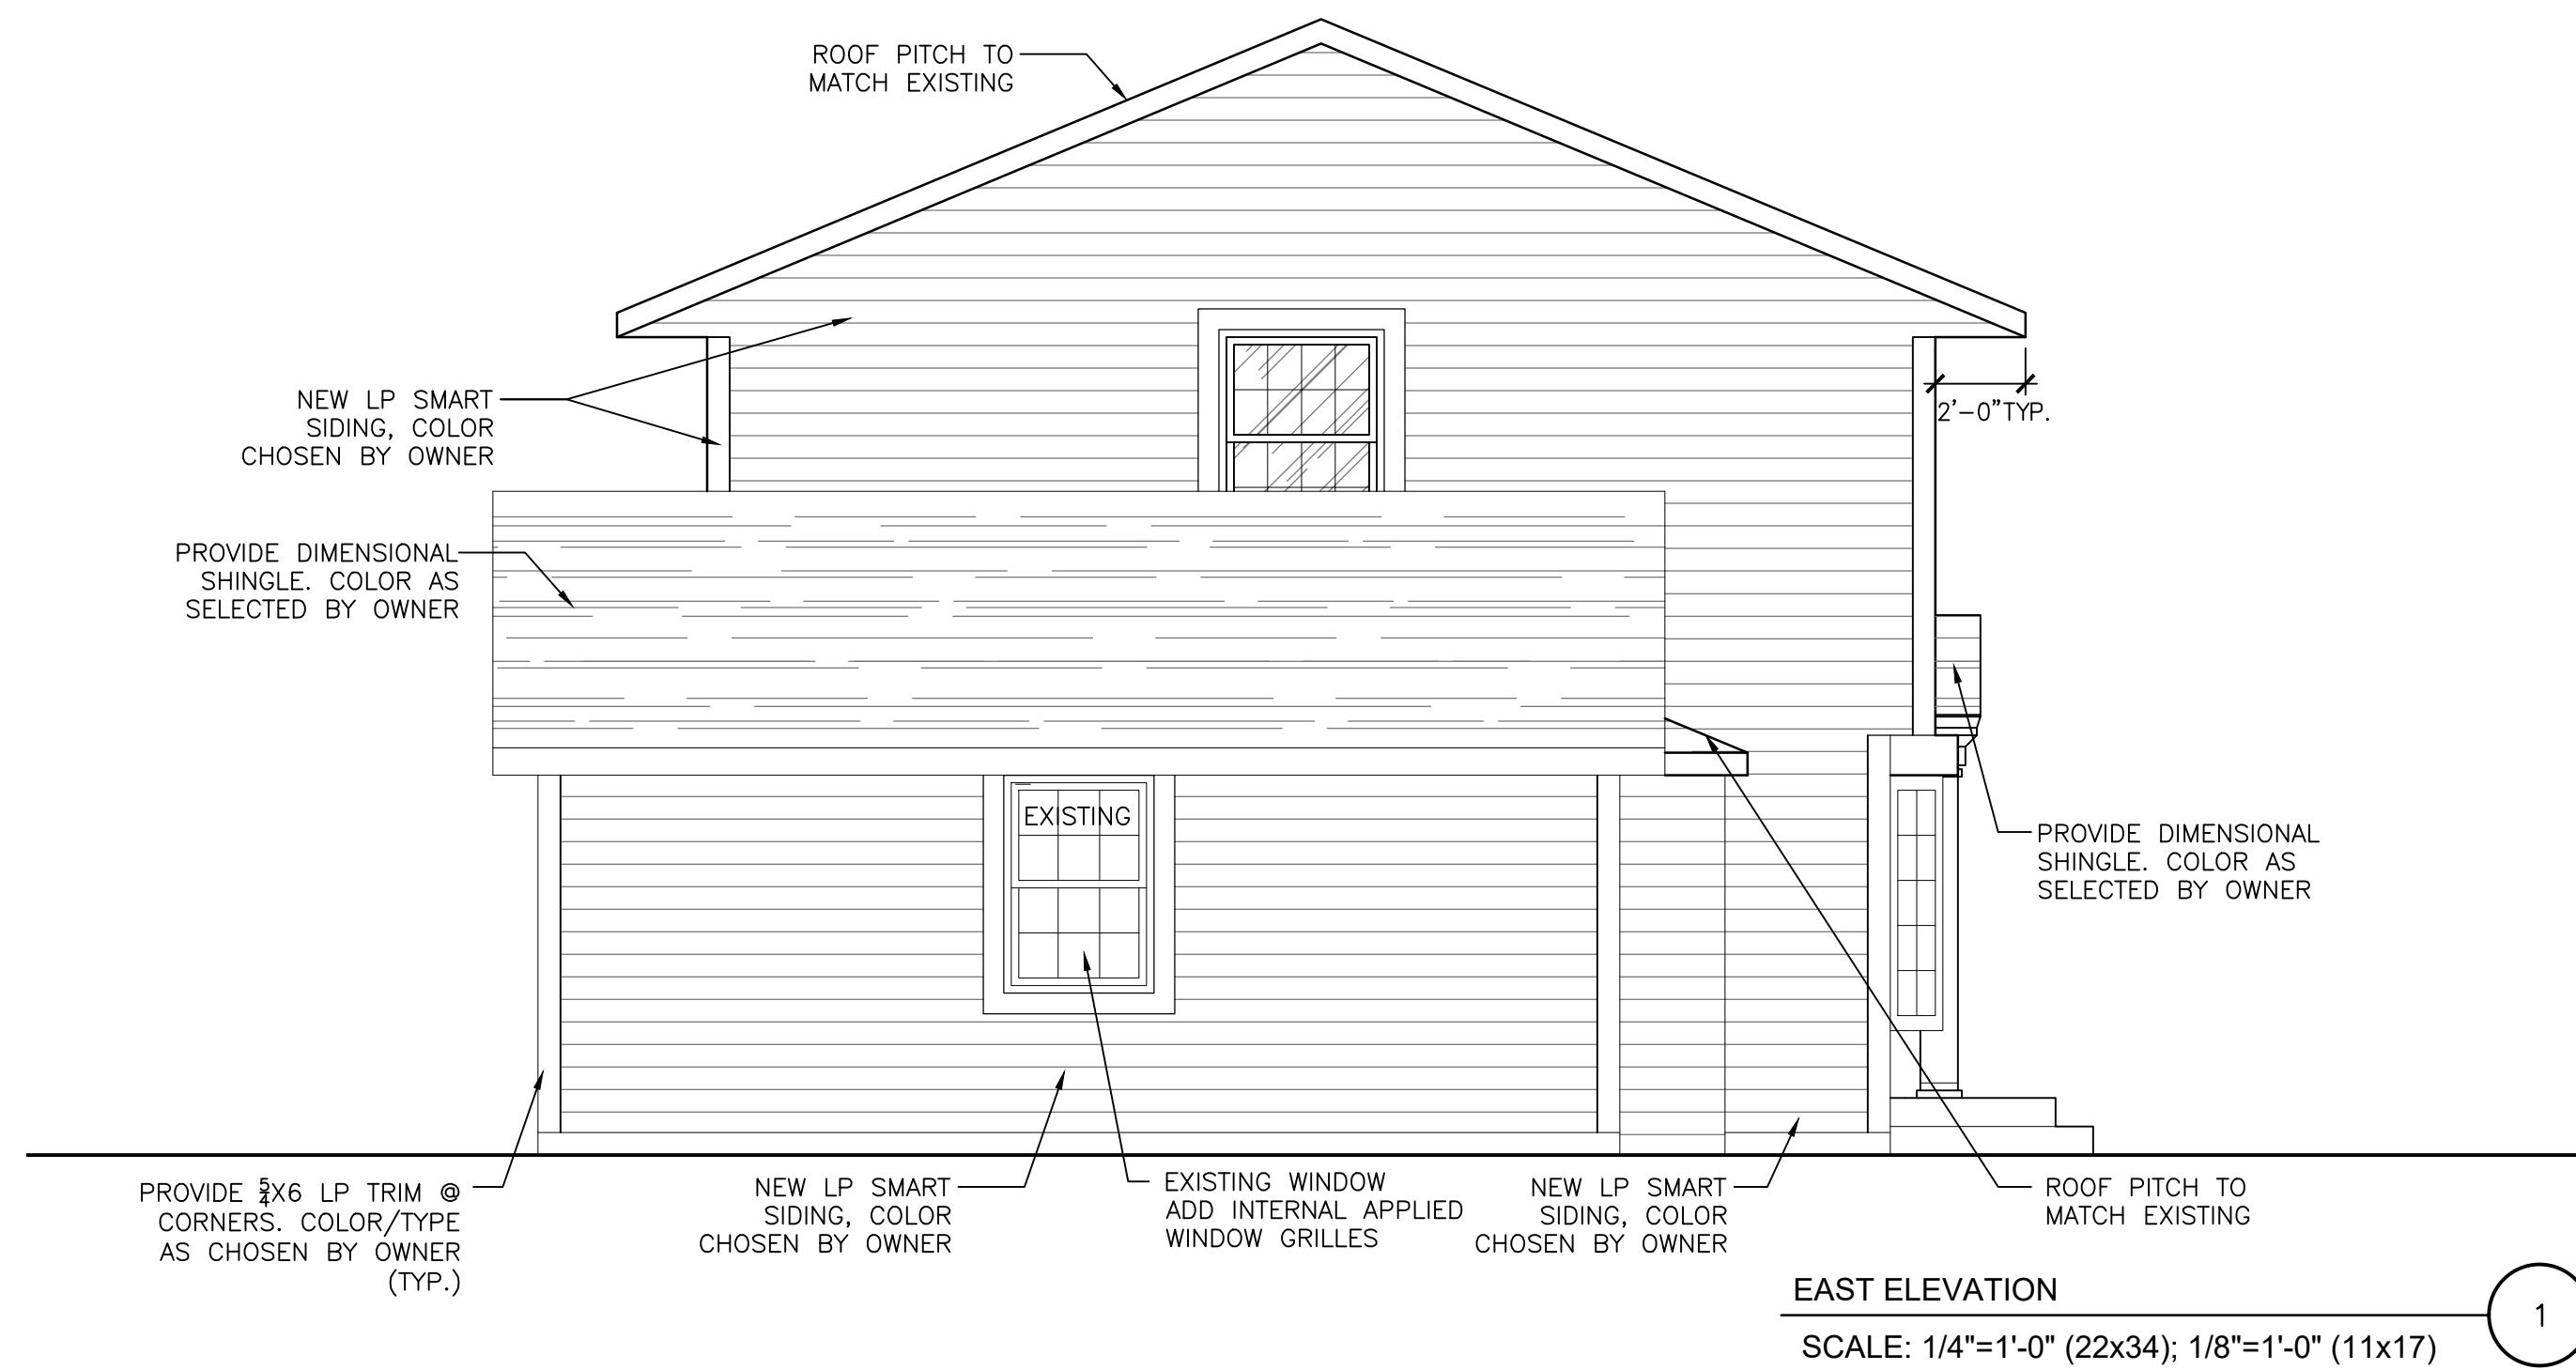 ROOF PITCH TO
MATCH EXISTING
NEW LP SMART
SIDING, COLOR
CHOSEN BY OWNER
2'-0"TYP.
PROVIDE DIMENSIONAL
SHINGLE. COLOR AS
SELECTED BY OWNER
EXISTING
PROVIDE DIMENSIONAL
SHINGLE. COLOR AS
SELECTED BY OWNER
PROVIDE 5/4X6 LP TRIM @
CORNERS. COLOR/TYPE
AS CHOSEN BY OWNER
(TYP.)
NEW LP SMART
SIDING, COLOR
CHOSEN BY OWNER
EXISTING WINDOW
ADD INTERNAL APPLIED
WINDOW GRILLES
NEW LP SMART
SIDING, COLOR
CHOSEN BY OWNER
ROOF PITCH TO
MATCH EXISTING
EAST ELEVATION
1
SCALE: 1/4"=1'-0" (22x34); 1/8"=1'-0" (11x17)